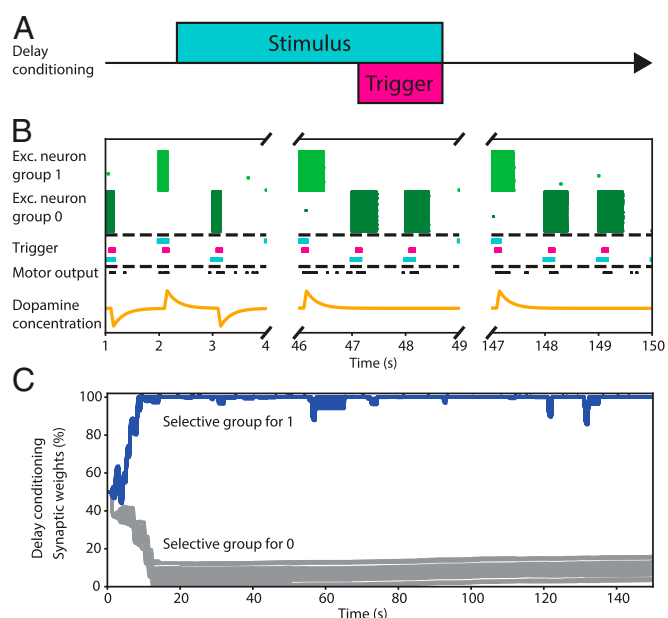 A
Delay
conditioning
Stimulus
Trigger
B
Exc. neuron
group 1
Exc. neuron
group 0
Trigger
Motor output
Dopamine
concentration
1 2 3 4 46 47 48 49 147 148 149 150
Time (s)
C
Delay conditioning
Synaptic weights (%)
100
80
60
40
20
0
Selective group for 1
Selective group for 0
0 20 40 60 80 100 120 140
Time (s)